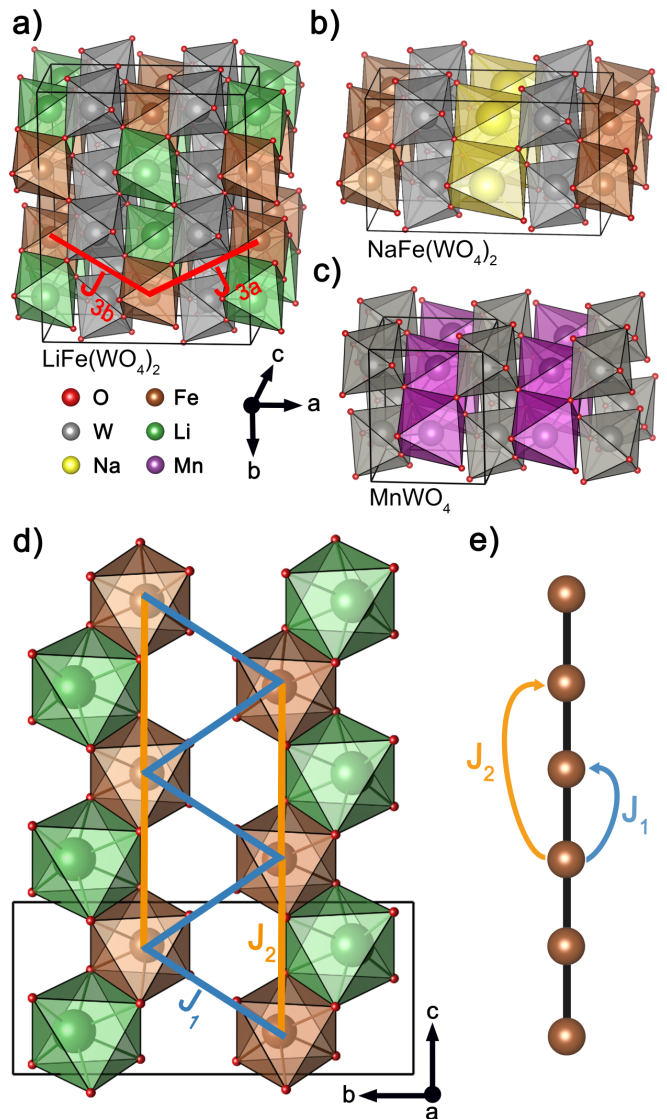 a)
b)
NaFe(WO₄)₂
c)
J3b
J3a
LiFe(WO₄)₂
O
Fe
W
Li
Na
Mn
c
a
b
MnWO₄
d)
e)
J₂
J₁
J₂
J₁
c
b
a